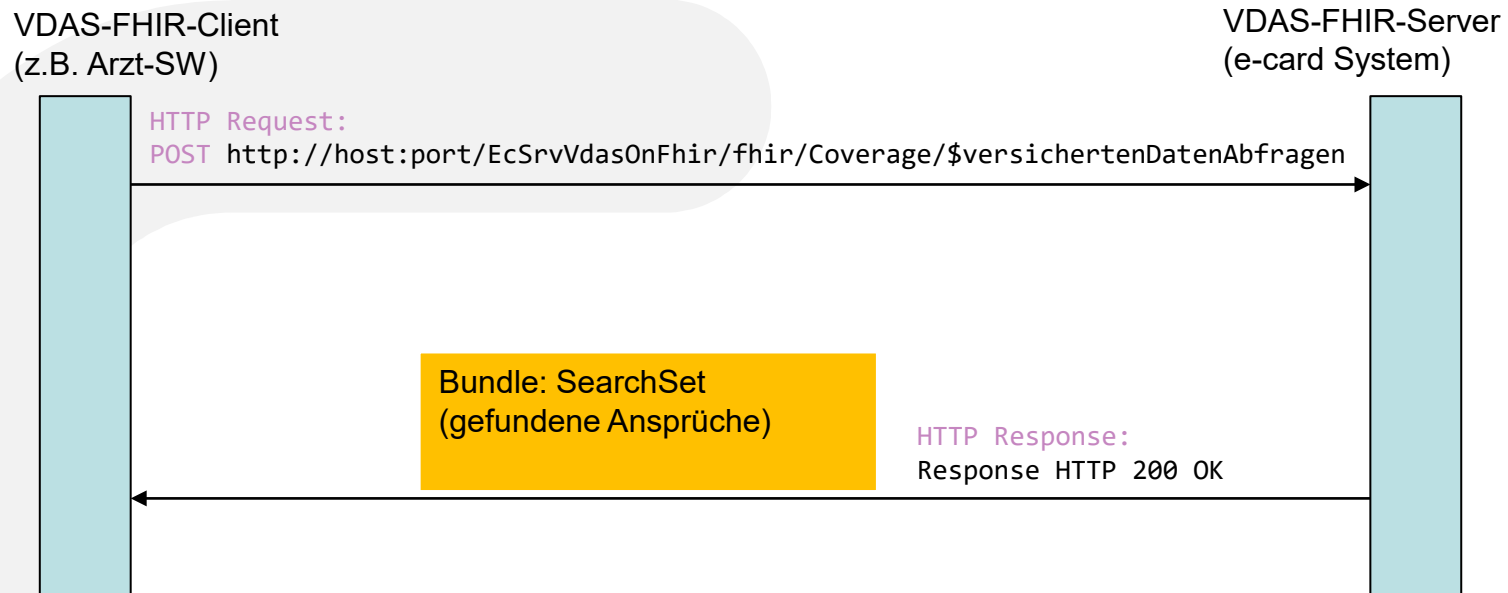 VDAS-FHIR-Client
(z.B. Arzt-SW)
VDAS-FHIR-Server
(e-card System)
HTTP Request:
POST http://host:port/EcSrvVdasOnFhir/fhir/Coverage/$versichertenDatenAbfragen
Bundle: SearchSet
(gefundene Ansprüche)
HTTP Response:
Response HTTP 200 OK